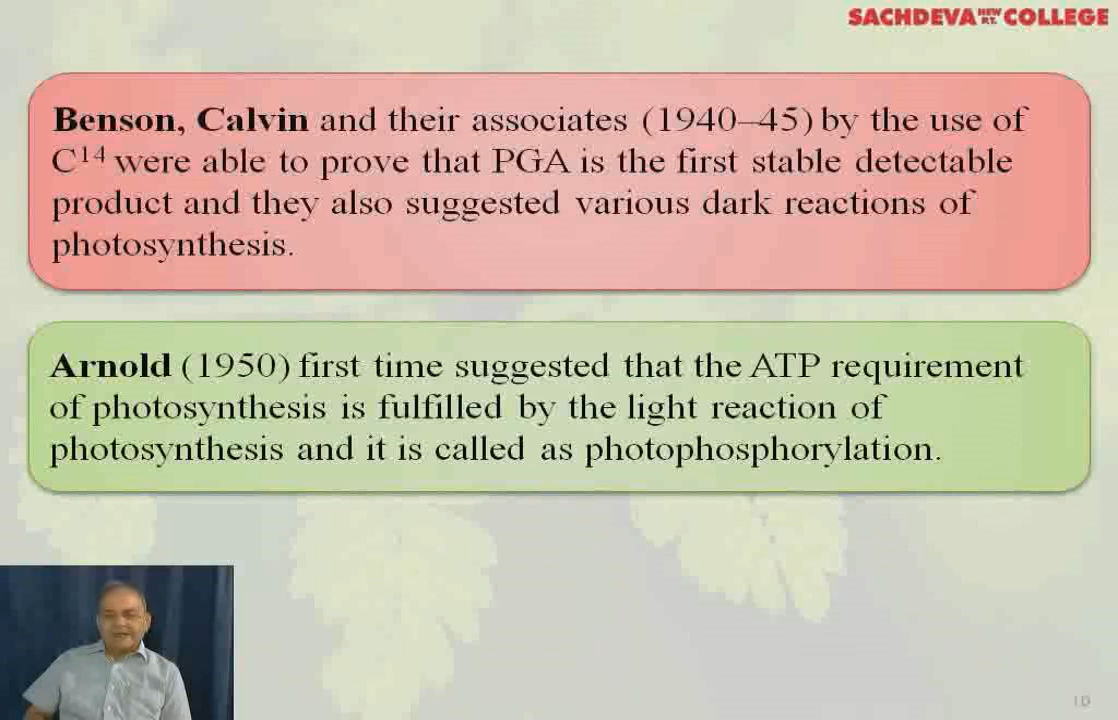 SACHDEVA NEW P.T. COLLEGE
Benson, Calvin and their associates (1940–45) by the use of
C¹⁴ were able to prove that PGA is the first stable detectable
product and they also suggested various dark reactions of
photosynthesis.
Arnold (1950) first time suggested that the ATP requirement
of photosynthesis is fulfilled by the light reaction of
photosynthesis and it is called as photophosphorylation.
10